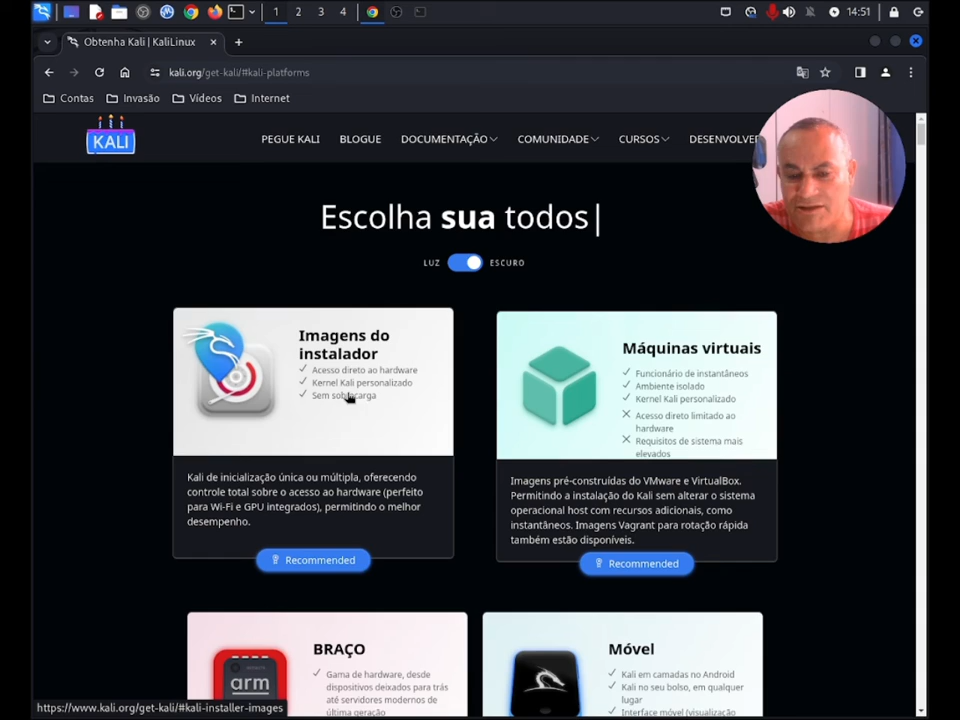 1 2 3 4 14:51
Obtenha Kali | KaliLinux
kali.org/get-kali/#kali-platforms
Contas Invasão Vídeos Internet
KALI PEGUE KALI BLOGUE DOCUMENTAÇÃO COMUNIDADE CURSOS DESENVOLVER
Escolha sua todos|
LUZ ESCURO
Imagens do
instalador
Acesso direto ao hardware
Kernel Kali personalizado
Sem sobrecarga
Kali de inicialização única ou múltipla, oferecendo
controle total sobre o acesso ao hardware (perfeito
para Wi-Fi e GPU integrados), permitindo o melhor
desempenho.
Recommended
Máquinas virtuais
Funcionário de instantâneos
Ambiente isolado
Kernel Kali personalizado
Acesso direto limitado ao
hardware
Requisitos de sistema mais
elevados
Imagens pré-construídas do VMware e VirtualBox.
Permitindo a instalação do Kali sem alterar o sistema
operacional host com recursos adicionais, como
instantâneos. Imagens Vagrant para rotação rápida
também estão disponíveis.
Recommended
BRAÇO
arm
Gama de hardware, desde
dispositivos deixados para trás
até servidores modernos de
última geração
Móvel
Kali em camadas no Android
Kali no seu bolso, em qualquer
lugar
Interface móvel (visualização
https://www.kali.org/get-kali/#kali-installer-images